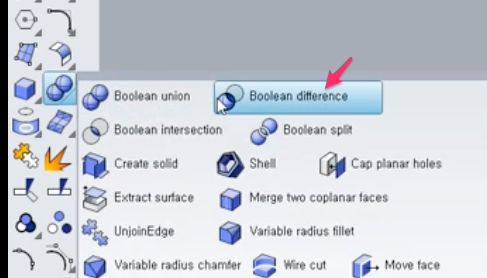 Boolean union Boolean difference
Boolean intersection Boolean split
Create solid Shell Cap planar holes
Extract surface Merge two coplanar faces
UnjoinEdge Variable radius fillet
Variable radius chamfer Wire cut Move face